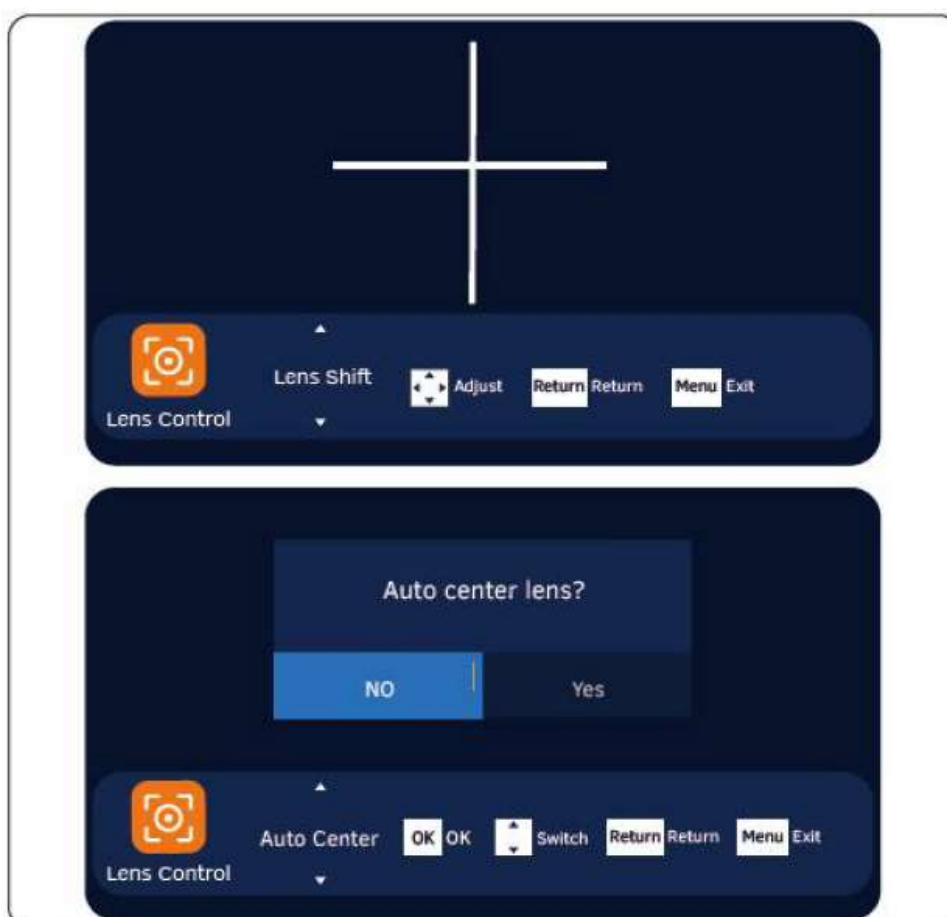 Lens Shift
Adjust
Return Return
Menu Exit
Lens Control
Auto center lens?
NO
Yes
Auto Center
OK OK
Switch
Return Return
Menu Exit
Lens Control